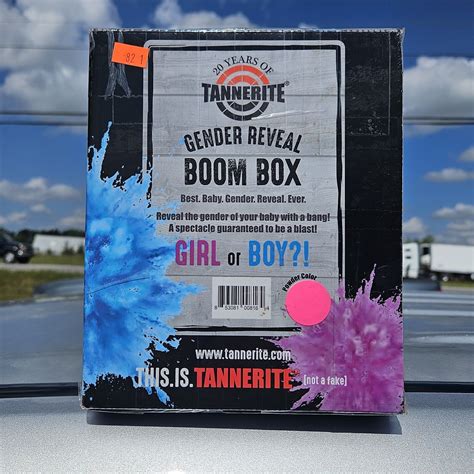 20 YEARS OF
TANNERITE®
GENDER REVEAL
BOOM BOX
Best. Baby. Gender. Reveal. Ever.
Reveal the gender of your baby with a bang!
A spectacle guaranteed to be a blast!
GIRL or BOY?!
Powder Color
www.tannerite.com
THIS.IS.TANNERITE® [not a fake]